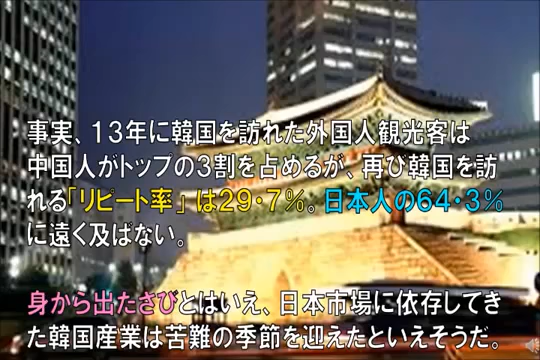 事実、１３年に韓国を訪れた外国人観光客は
中国人がトップの３割を占めるが、再び韓国を訪
れる「リピート率」は２９・７％。日本人の６４・３％
に遠く及ばない。
身から出たさびとはいえ、日本市場に依存してき
た韓国産業は苦難の季節を迎えたといえそうだ。